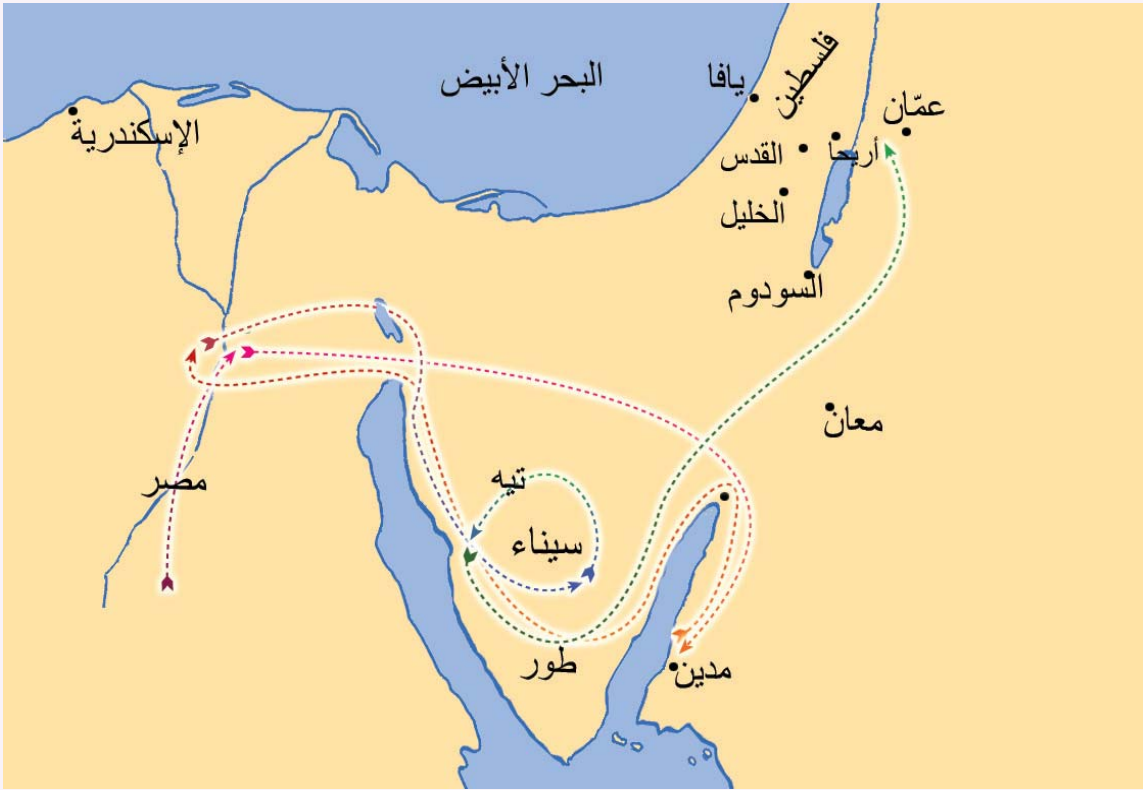 البحر الأبيض
يافا
فلسطين
عمّان
الإسكندرية
القدس
أريحا
الخليل
السودوم
معان
مصر
تيه
سيناء
طور
مدين